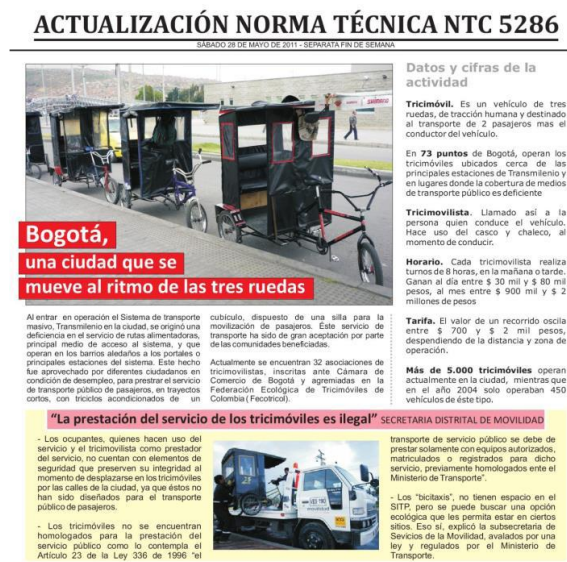 ACTUALIZACIÓN NORMA TÉCNICA NTC 5286
SÁBADO 28 DE MAYO DE 2011 - SEPARATA FIN DE SEMANA
Bogotá,
una ciudad que se
mueve al ritmo de las tres ruedas
Al entrar en operación el Sistema de transporte
masivo, Transmilenio en la ciudad, se originó una
deficiencia en el servicio de rutas alimentadoras,
principal medio de acceso al sistema, y que
operan en los barrios aledaños a los portales o
principales estaciones del sistema. Este hecho
fue aprovechado por diferentes ciudadanos en
condición de desempleo, para prestrar el servicio
de transporte público de pasajeros, en trayectos
cortos, con triciclos acondicionados de un
cubículo, dispuesto de una silla para la
movilización de pasajeros. Éste servicio de
transporte ha sido de gran aceptación por parte
de las comunidades beneficiadas.
Actualmente se encuentran 32 asociaciones de
tricimovilistas, inscritas ante Cámara de
Comercio de Bogotá y agremiadas en la
Federación Ecológica de Tricimóviles de
Colombia ( Fecotricol).
Datos y cifras de la
actividad
Tricimóvil. Es un vehículo de tres
ruedas, de tracción humana y destinado
al transporte de 2 pasajeros mas el
conductor del vehículo.
En 73 puntos de Bogotá, operan los
tricimóviles ubicados cerca de las
principales estaciones de Transmilenio y
en lugares donde la cobertura de medios
de transporte público es deficiente
Tricimovilista. Llamado así a la
persona quien conduce el vehículo.
Hace uso del casco y chaleco, al
momento de conducir.
Horario. Cada tricimovilista realiza
turnos de 8 horas, en la mañana o tarde.
Ganan al día entre $ 30 mil y $ 80 mil
pesos, al mes entre $ 900 mil y $ 2
millones de pesos
Tarifa. El valor de un recorrido oscila
entre $ 700 y $ 2 mil pesos,
despendiendo de la distancia y zona de
operación.
Más de 5.000 tricimóviles operan
actualmente en la ciudad, mientras que
en el año 2004 solo operaban 450
vehículos de éste tipo.
“La prestación del servicio de los tricimóviles es ilegal” SECRETARIA DISTRITAL DE MOVILIDAD
- Los ocupantes, quienes hacen uso del
servicio y el tricimovilista como prestador
del servicio, no cuentan con elementos de
seguridad que preserven su integridad al
momento de desplazarse en los tricimóviles
por las calles de la ciudad, ya que éstos no
han sido diseñados para el transporte
público de pasajeros.
- Los tricimóviles no se encuentran
homologados para la prestación del
servicio público como lo contempla el
Artículo 23 de la Ley 336 de 1996 “el
transporte de servicio público se debe de
prestar solamente con equipos autorizados,
matriculados o registrados para dicho
servicio, previamente homologados ente el
Ministerio de Transporte”.
- Los “bicitaxis”, no tienen espacio en el
SITP, pero se puede buscar una opción
ecológica que les permita estar en ciertos
sitios. Eso sí, explicó la subsecretaria de
Sevicios de la Movilidad, avalados por una
ley y regulados por el Ministerio de
Transporte.